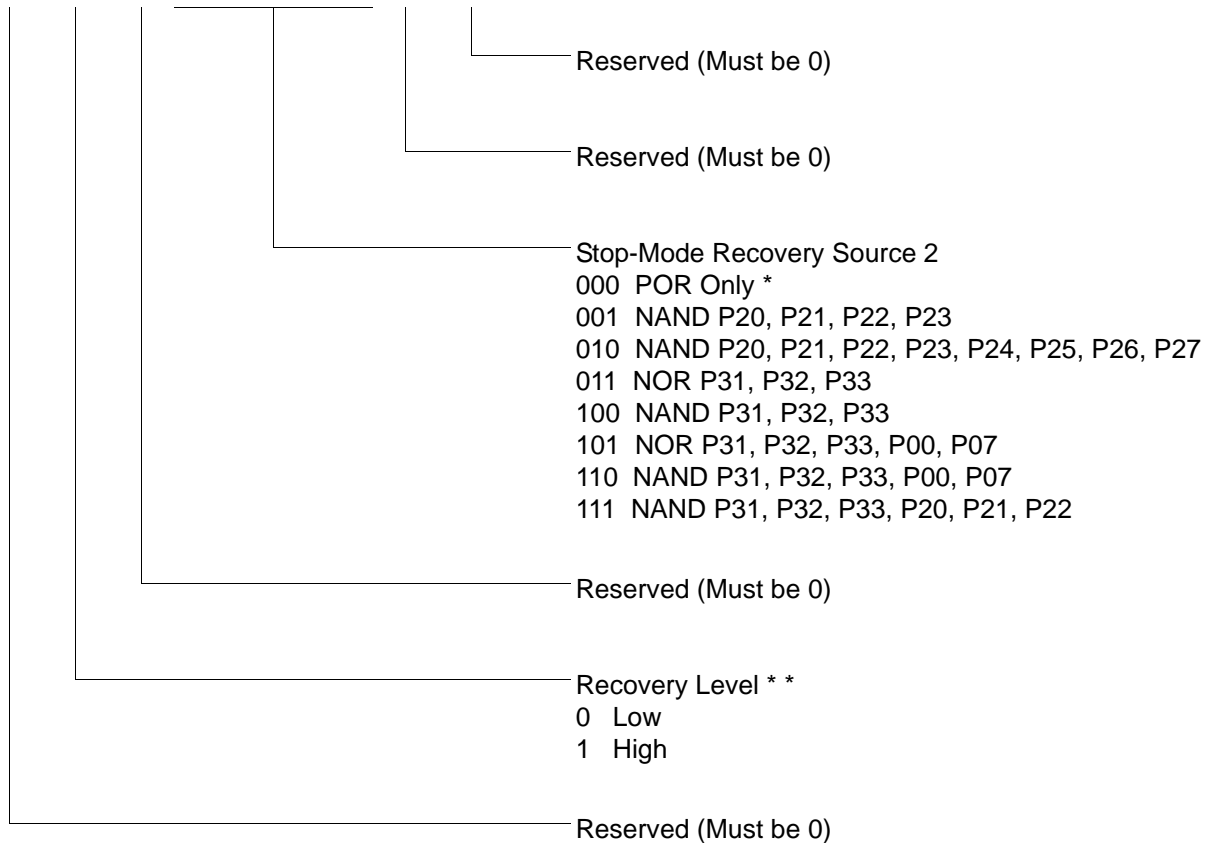 Reserved (Must be 0)
Reserved (Must be 0)
Stop-Mode Recovery Source 2
000 POR Only *
001 NAND P20, P21, P22, P23
010 NAND P20, P21, P22, P23, P24, P25, P26, P27
011 NOR P31, P32, P33
100 NAND P31, P32, P33
101 NOR P31, P32, P33, P00, P07
110 NAND P31, P32, P33, P00, P07
111 NAND P31, P32, P33, P20, P21, P22
Reserved (Must be 0)
Recovery Level * *
0 Low
1 High
Reserved (Must be 0)